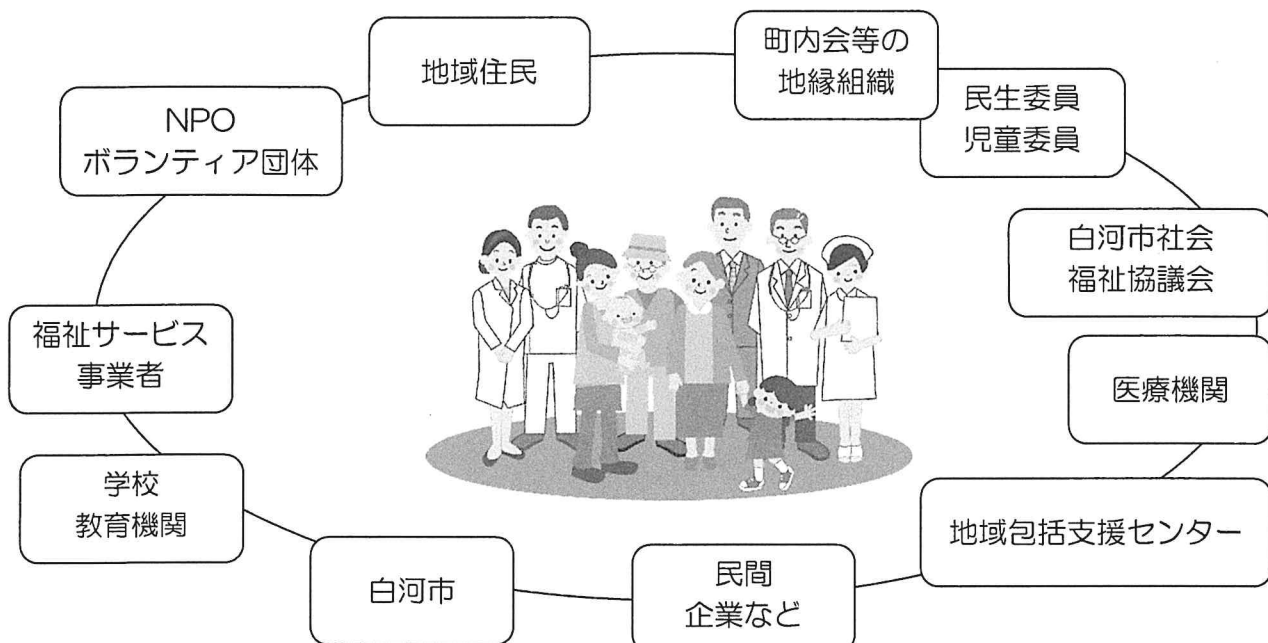 地域住民
町内会等の
地縁組織
民生委員
児童委員
白河市社会
福祉協議会
医療機関
地域包括支援センター
民間
企業など
白河市
学校
教育機関
福祉サービス
事業者
NPO
ボランティア団体